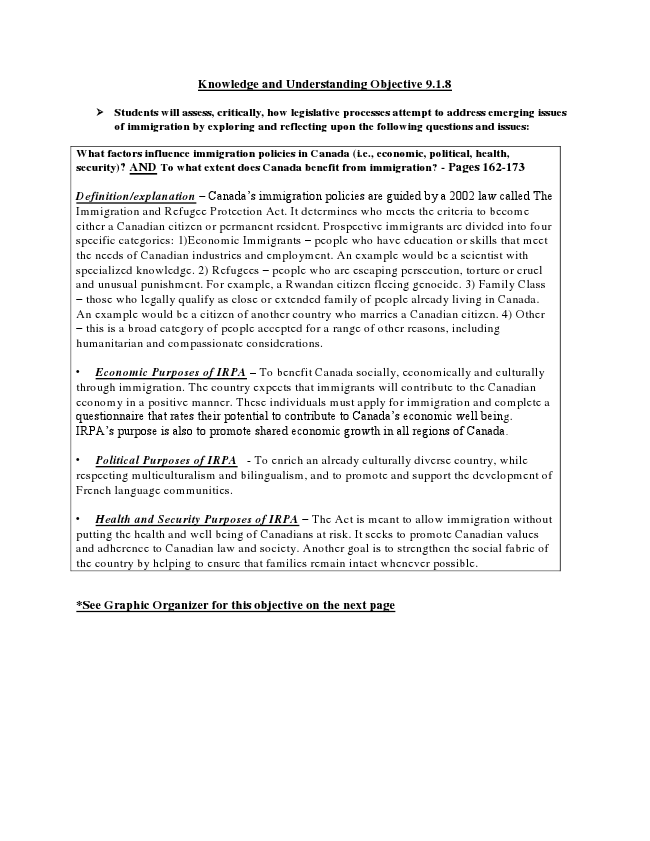 Knowledge and Understanding Objective 9.1.8
➢ Students will assess, critically, how legislative processes attempt to address emerging issues
of immigration by exploring and reflecting upon the following questions and issues:
What factors influence immigration policies in Canada (i.e., economic, political, health,
security)? AND To what extent does Canada benefit from immigration? - Pages 162-173
Definition/explanation – Canada's immigration policies are guided by a 2002 law called The
Immigration and Refugee Protection Act. It determines who meets the criteria to become
either a Canadian citizen or permanent resident. Prospective immigrants are divided into four
specific categories: 1)Economic Immigrants – people who have education or skills that meet
the needs of Canadian industries and employment. An example would be a scientist with
specialized knowledge. 2) Refugees – people who are escaping persecution, torture or cruel
and unusual punishment. For example, a Rwandan citizen fleeing genocide. 3) Family Class
– those who legally qualify as close or extended family of people already living in Canada.
An example would be a citizen of another country who marries a Canadian citizen. 4) Other
– this is a broad category of people accepted for a range of other reasons, including
humanitarian and compassionate considerations.
• Economic Purposes of IRPA – To benefit Canada socially, economically and culturally
through immigration. The country expects that immigrants will contribute to the Canadian
economy in a positive manner. These individuals must apply for immigration and complete a
questionnaire that rates their potential to contribute to Canada's economic well being.
IRPA's purpose is also to promote shared economic growth in all regions of Canada.
• Political Purposes of IRPA - To enrich an already culturally diverse country, while
respecting multiculturalism and bilingualism, and to promote and support the development of
French language communities.
• Health and Security Purposes of IRPA – The Act is meant to allow immigration without
putting the health and well being of Canadians at risk. It seeks to promote Canadian values
and adherence to Canadian law and society. Another goal is to strengthen the social fabric of
the country by helping to ensure that families remain intact whenever possible.
*See Graphic Organizer for this objective on the next page